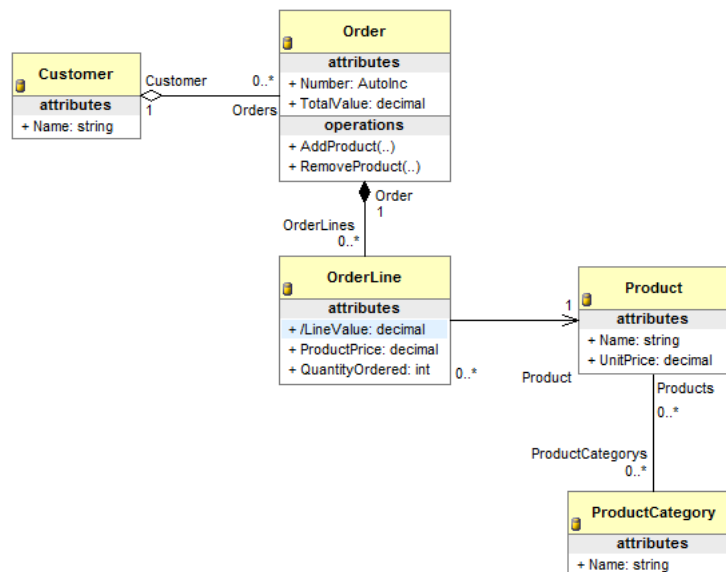 Order
attributes
+ Number: AutoInc
+ TotalValue: decimal
operations
+ AddProduct(..)
+ RemoveProduct(..)
Customer
attributes
+ Name: string
Customer
1
0..*
Orders
Order
1
OrderLines
0..*
OrderLine
attributes
+ /LineValue: decimal
+ ProductPrice: decimal
+ QuantityOrdered: int
0..*
1
Product
Product
attributes
+ Name: string
+ UnitPrice: decimal
Products
0..*
ProductCategorys
0..*
ProductCategory
attributes
+ Name: string